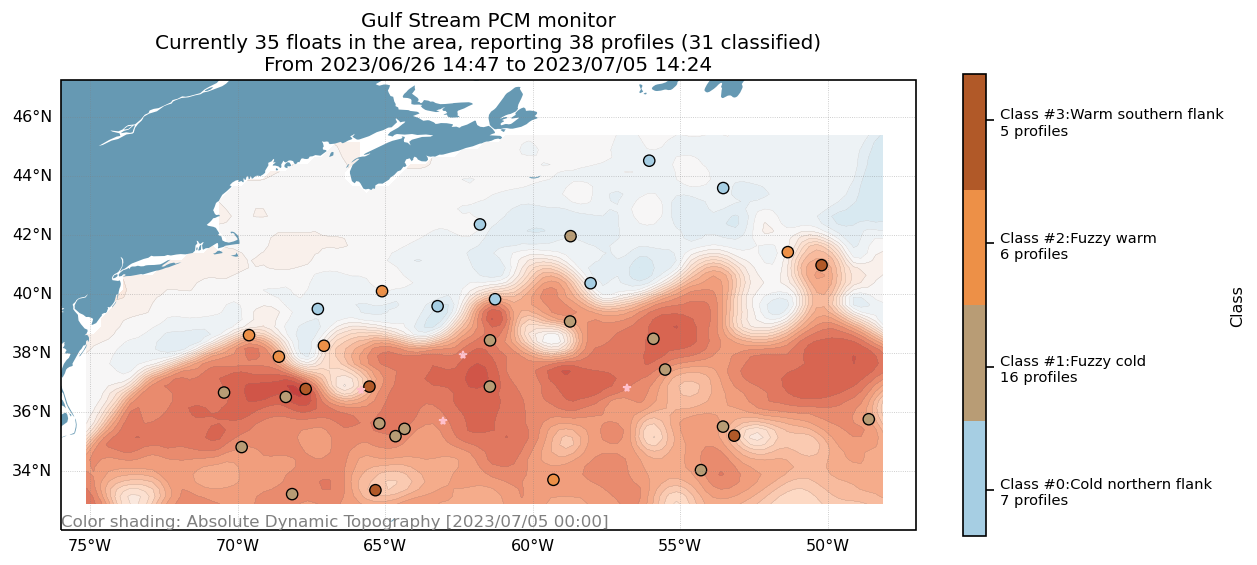 Gulf Stream PCM monitor
Currently 35 floats in the area, reporting 38 profiles (31 classified)
From 2023/06/26 14:47 to 2023/07/05 14:24
46°N
44°N
42°N
40°N
38°N
36°N
34°N
Color shading: Absolute Dynamic Topography [2023/07/05 00:00]
75°W
70°W
65°W
60°W
55°W
50°W
Class #3:Warm southern flank
5 profiles
Class #2:Fuzzy warm
6 profiles
Class #1:Fuzzy cold
16 profiles
Class #0:Cold northern flank
7 profiles
Class